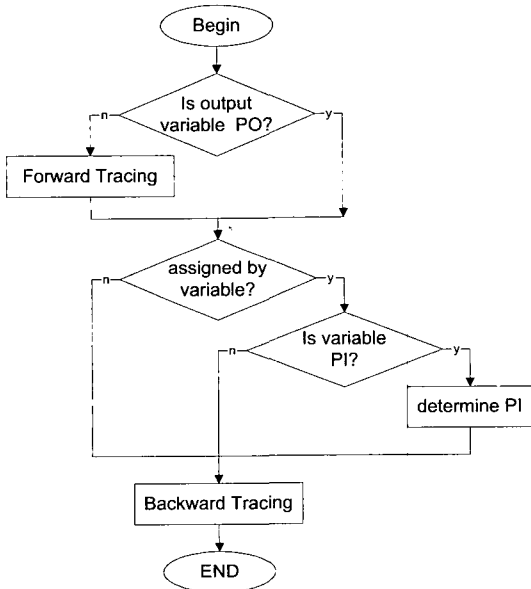 Begin
Is output
variable PO?
n
y
Forward Tracing
assigned by
variable?
n
y
Is variable
PI?
n
y
determine PI
Backward Tracing
END